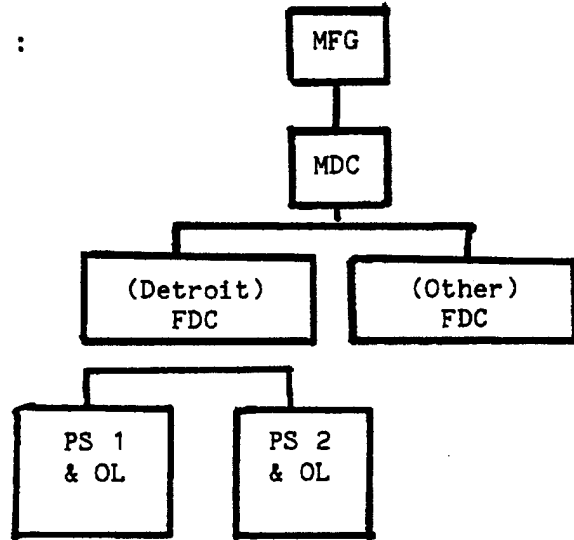 :
MFG
MDC
(Detroit)
FDC
(Other)
FDC
PS 1
& OL
PS 2
& OL